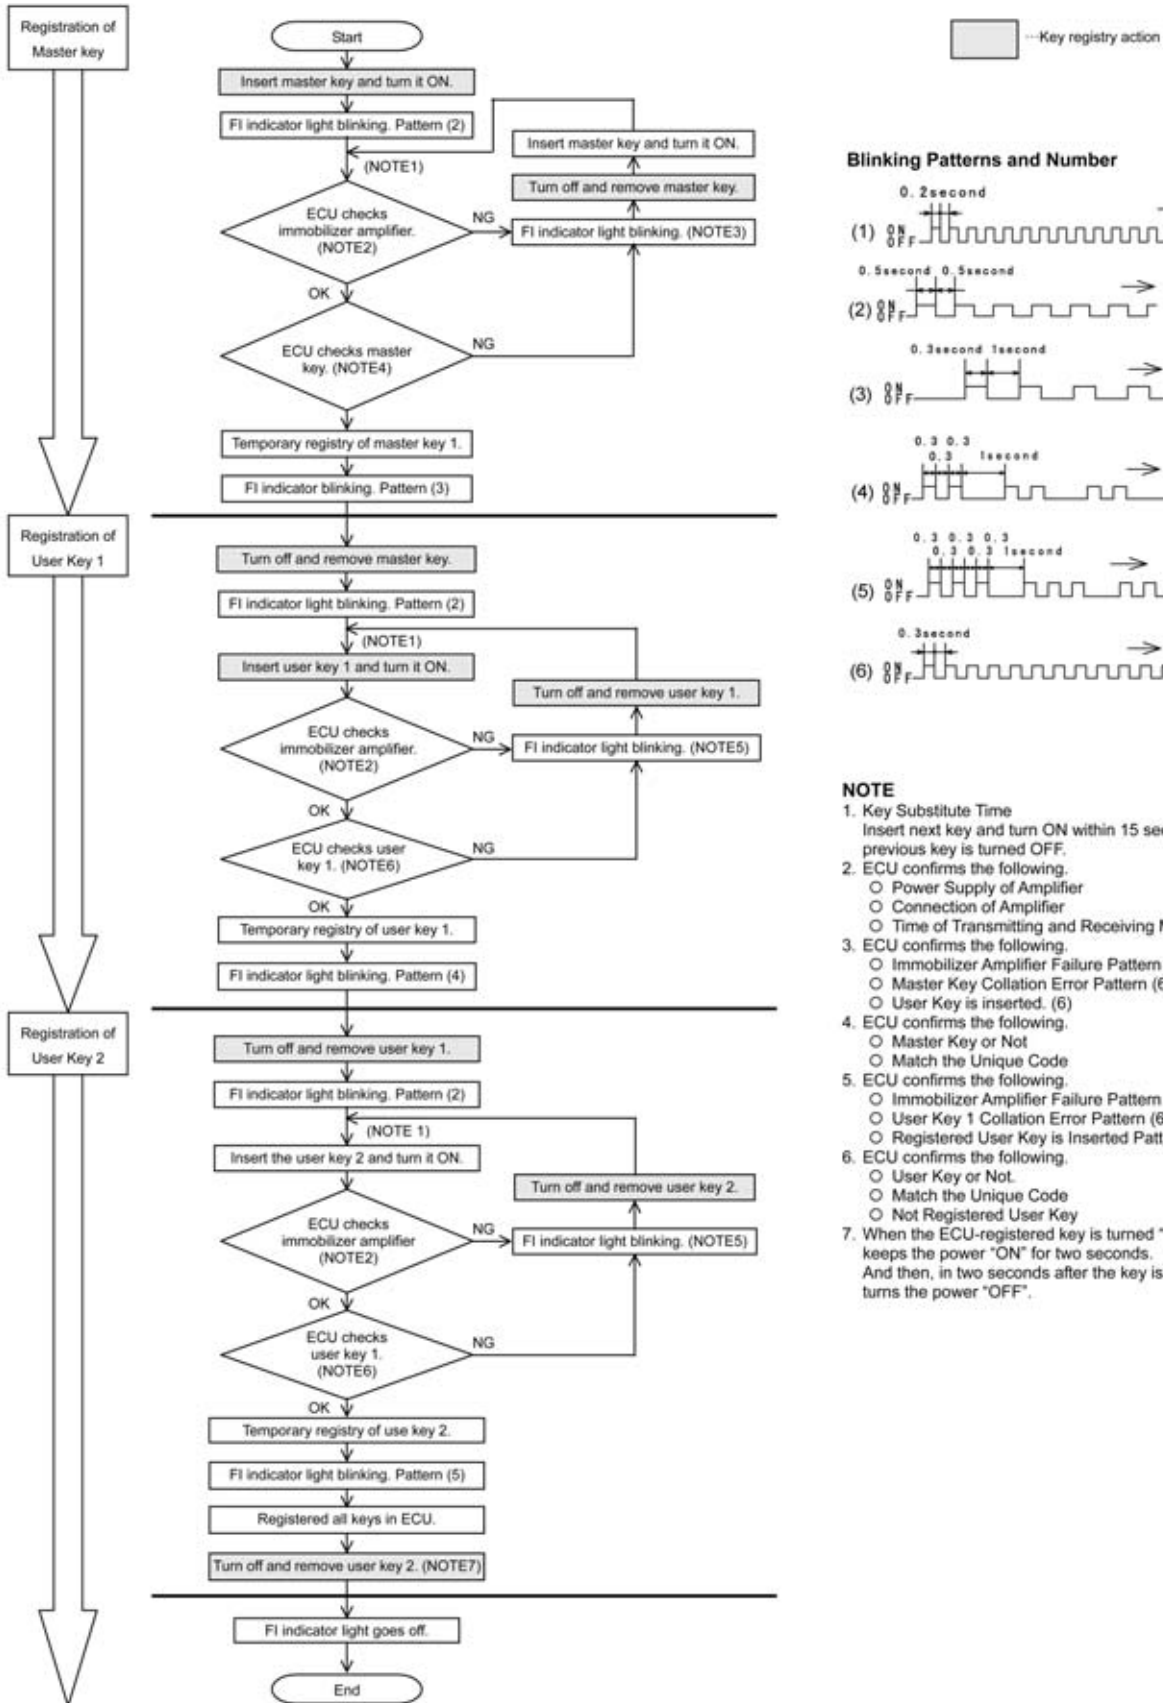 Registration of
Master key
Start
Insert master key and turn it ON.
FI indicator light blinking. Pattern (2)
(NOTE1)
ECU checks
immobilizer amplifier.
(NOTE2)
NG
FI indicator light blinking. (NOTE3)
Turn off and remove master key.
Insert master key and turn it ON.
OK
ECU checks master
key. (NOTE4)
NG
Temporary registry of master key 1.
FI indicator blinking. Pattern (3)
Registration of
User Key 1
Turn off and remove master key.
FI indicator light blinking. Pattern (2)
(NOTE1)
Insert user key 1 and turn it ON.
ECU checks
immobilizer amplifier.
(NOTE2)
NG
FI indicator light blinking. (NOTE5)
Turn off and remove user key 1.
OK
ECU checks user
key 1. (NOTE6)
NG
OK
Temporary registry of user key 1.
FI indicator light blinking. Pattern (4)
Registration of
User Key 2
Turn off and remove user key 1.
FI indicator light blinking. Pattern (2)
(NOTE 1)
Insert the user key 2 and turn it ON.
ECU checks
immobilizer amplifier
(NOTE2)
NG
FI indicator light blinking. (NOTE5)
Turn off and remove user key 2.
OK
ECU checks
user key 1.
(NOTE6)
NG
OK
Temporary registry of use key 2.
FI indicator light blinking. Pattern (5)
Registered all keys in ECU.
Turn off and remove user key 2. (NOTE7)
FI indicator light goes off.
End
···Key registry action
Blinking Patterns and Number
0.2second
(1) ON
OFF
0.5second 0.5second
(2) ON
OFF
0.3second 1second
(3) ON
OFF
0.3 0.3
0.3 1second
(4) ON
OFF
0.3 0.3 0.3
0.3 0.3 1second
(5) ON
OFF
0.3second
(6) ON
OFF
NOTE
1. Key Substitute Time
Insert next key and turn ON within 15 sec
previous key is turned OFF.
2. ECU confirms the following.
○ Power Supply of Amplifier
○ Connection of Amplifier
○ Time of Transmitting and Receiving
3. ECU confirms the following.
○ Immobilizer Amplifier Failure Pattern
○ Master Key Collation Error Pattern (6
○ User Key is inserted. (6)
4. ECU confirms the following.
○ Master Key or Not
○ Match the Unique Code
5. ECU confirms the following.
○ Immobilizer Amplifier Failure Pattern
○ User Key 1 Collation Error Pattern (6
○ Registered User Key is Inserted Patt
6. ECU confirms the following.
○ User Key or Not.
○ Match the Unique Code
○ Not Registered User Key
7. When the ECU-registered key is turned "
keeps the power "ON" for two seconds.
And then, in two seconds after the key is
turns the power "OFF".